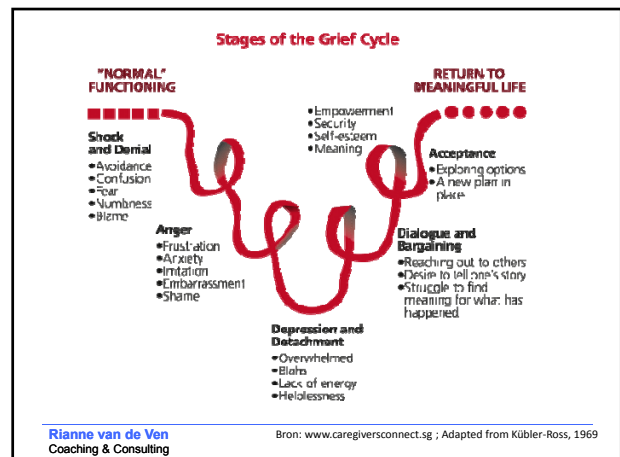 Stages of the Grief Cycle
"NORMAL"
FUNCTIONING
RETURN TO
MEANINGFUL LIFE
Shock
and Denial
•Avoidance
•Confusion
•Fear
•Numbness
•Blame
Anger
•Frustration
•Anxiety
•Irritation
•Embarrassment
•Shame
Depression and
Detachment
•Overwhelmed
•Blahs
•Lack of energy
•Helplessness
Dialogue and
Bargaining
•Reaching out to others
•Desire to tell one's story
•Struggle to find
meaning for what has
happened
Acceptance
•Exploring options
•A new plan in
place
•Empowerment
•Security
•Self-esteem
•Meaning
Rianne van de Ven
Coaching & Consulting
Bron: www.caregiversconnect.sg ; Adapted from Kübler-Ross, 1969